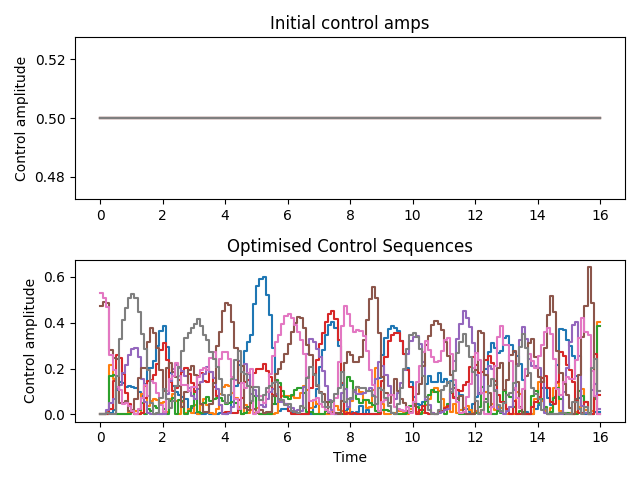 Initial control amps
Control amplitude
0.52
0.50
0.48
0 2 4 6 8 10 12 14 16
Optimised Control Sequences
Control amplitude
0.6
0.4
0.2
0.0
0 2 4 6 8 10 12 14 16
Time